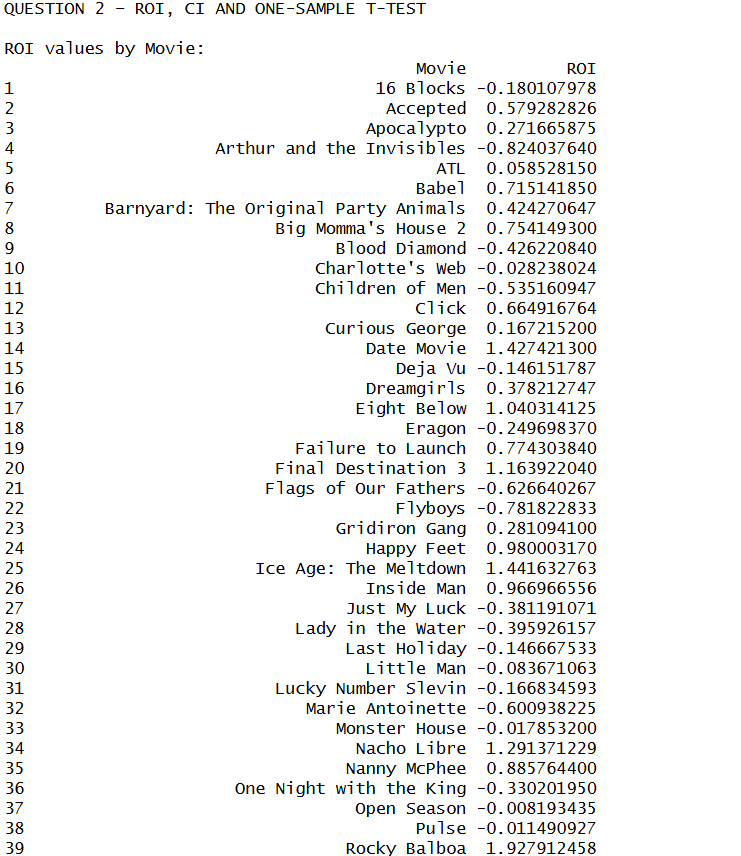 QUESTION 2 – ROI, CI AND ONE-SAMPLE T-TEST
ROI values by Movie:
Movie ROI
1 16 Blocks -0.180107978
2 Accepted 0.579282826
3 Apocalypto 0.271665875
4 Arthur and the Invisibles -0.824037640
5 ATL 0.058528150
6 Babel 0.715141850
7 Barnyard: The Original Party Animals 0.424270647
8 Big Momma's House 2 0.754149300
9 Blood Diamond -0.426220840
10 Charlotte's Web -0.028238024
11 Children of Men -0.535160947
12 Click 0.664916764
13 Curious George 0.167215200
14 Date Movie 1.427421300
15 Deja Vu -0.146151787
16 Dreamgirls 0.378212747
17 Eight Below 1.040314125
18 Eragon -0.249698370
19 Failure to Launch 0.774303840
20 Final Destination 3 1.163922040
21 Flags of Our Fathers -0.626640267
22 Flyboys -0.781822833
23 Gridiron Gang 0.281094100
24 Happy Feet 0.980003170
25 Ice Age: The Meltdown 1.441632763
26 Inside Man 0.966966556
27 Just My Luck -0.381191071
28 Lady in the Water -0.395926157
29 Last Holiday -0.146667533
30 Little Man -0.083671063
31 Lucky Number Slevin -0.166834593
32 Marie Antoinette -0.600938225
33 Monster House -0.017853200
34 Nacho Libre 1.291371229
35 Nanny McPhee 0.885764400
36 One Night with the King -0.330201950
37 Open Season -0.008193435
38 Pulse -0.011490927
39 Rocky Balboa 1.927912458